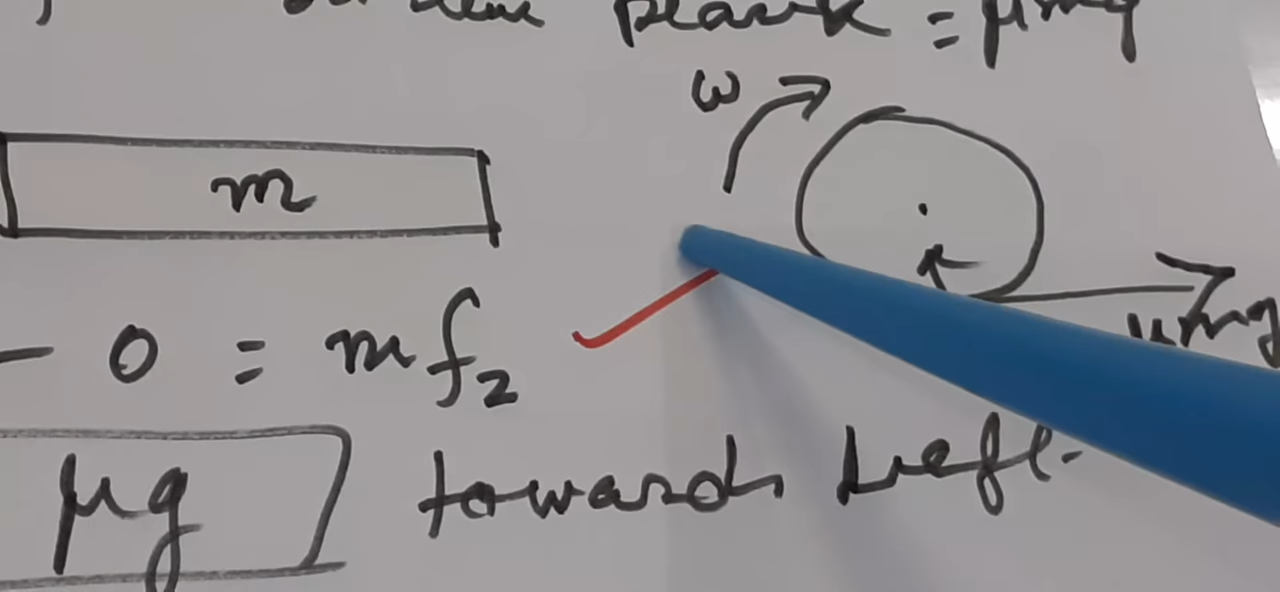 plank = μmg
ω
m
μmg
- 0 = mf₂
μg towards Left.